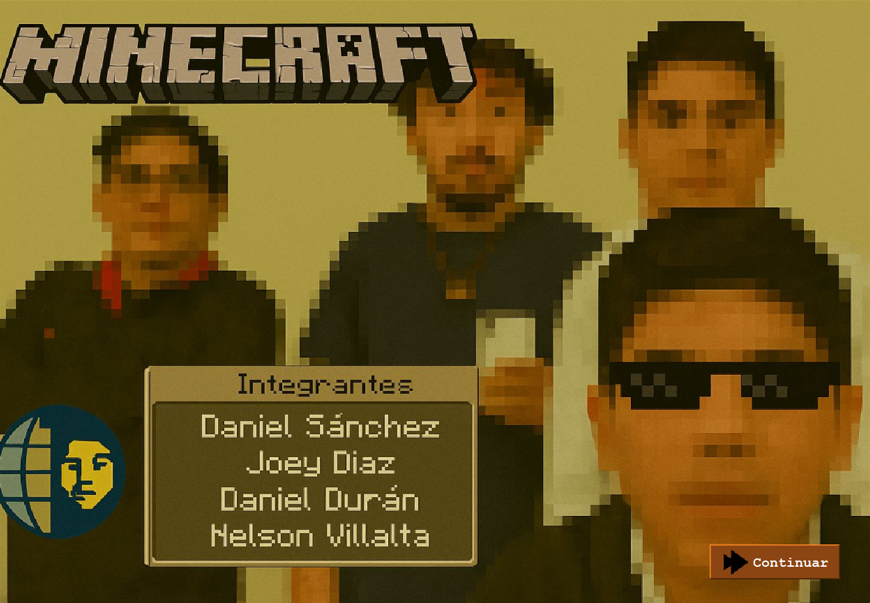 MINECRAFT
Integrantes
Daniel Sánchez
Joey Diaz
Daniel Durán
Nelson Villalta
Continuar